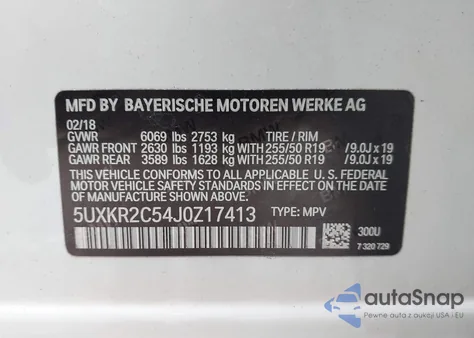 MFD BY BAYERISCHE MOTOREN WERKE AG
02/18
GVWR 6069 lbs 2753 kg TIRE / RIM
GAWR FRONT 2630 lbs 1193 kg WITH 255/50 R19 /9.0J x 19
GAWR REAR 3589 lbs 1628 kg WITH 255/50 R19 /9.0J x 19
THIS VEHICLE CONFORMS TO ALL APPLICABLE U. S. FEDERAL
MOTOR VEHICLE SAFETY STANDARDS IN EFFECT ON THE DATE
OF MANUFACTURE SHOWN ABOVE.
5UXKR2C54J0Z17413 TYPE: MPV
300U
7 320 729
autoSnap
Pewne auta z aukcji USA i EU